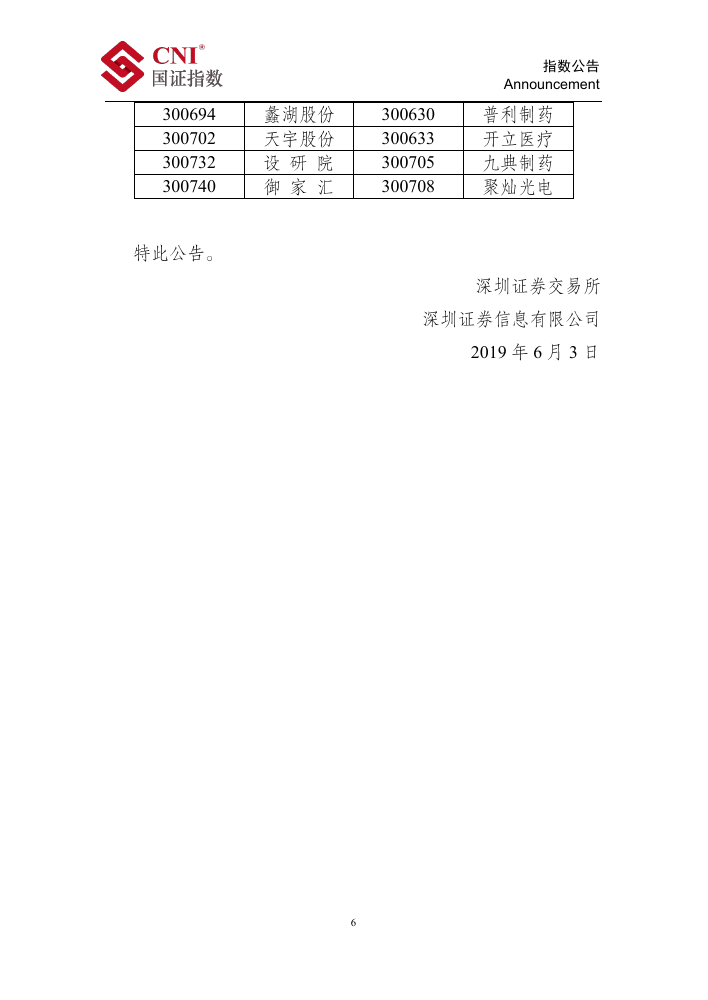 CNI®
国证指数
指数公告
Announcement
300694 蠡湖股份 300630 普利制药
300702 天宇股份 300633 开立医疗
300732 设 研 院 300705 九典制药
300740 御 家 汇 300708 聚灿光电
特此公告。
深圳证券交易所
深圳证券信息有限公司
2019 年 6 月 3 日
6